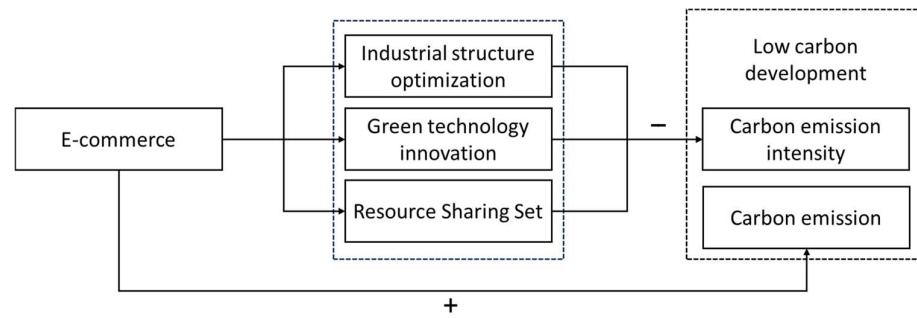 E-commerce
Industrial structure
optimization
Green technology
innovation
Resource Sharing Set
−
Low carbon
development
Carbon emission
intensity
Carbon emission
+